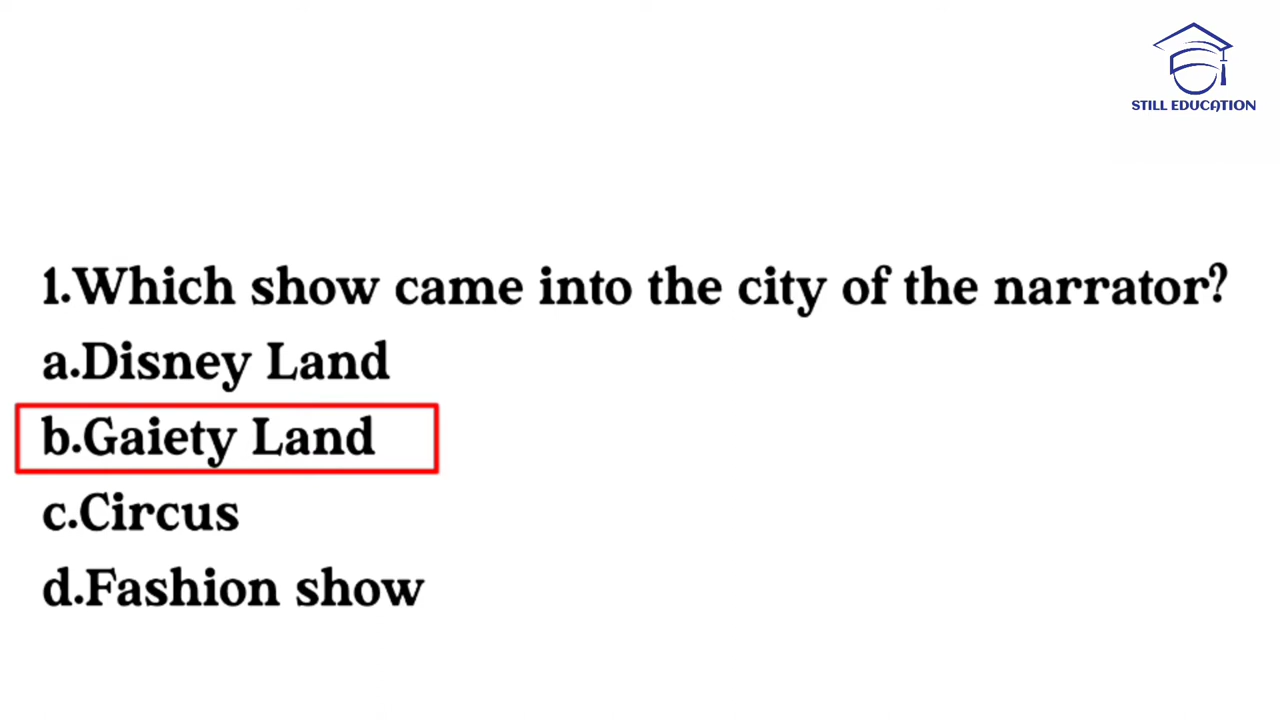 STILL EDUCATION
1.Which show came into the city of the narrator?
a.Disney Land
b.Gaiety Land
c.Circus
d.Fashion show